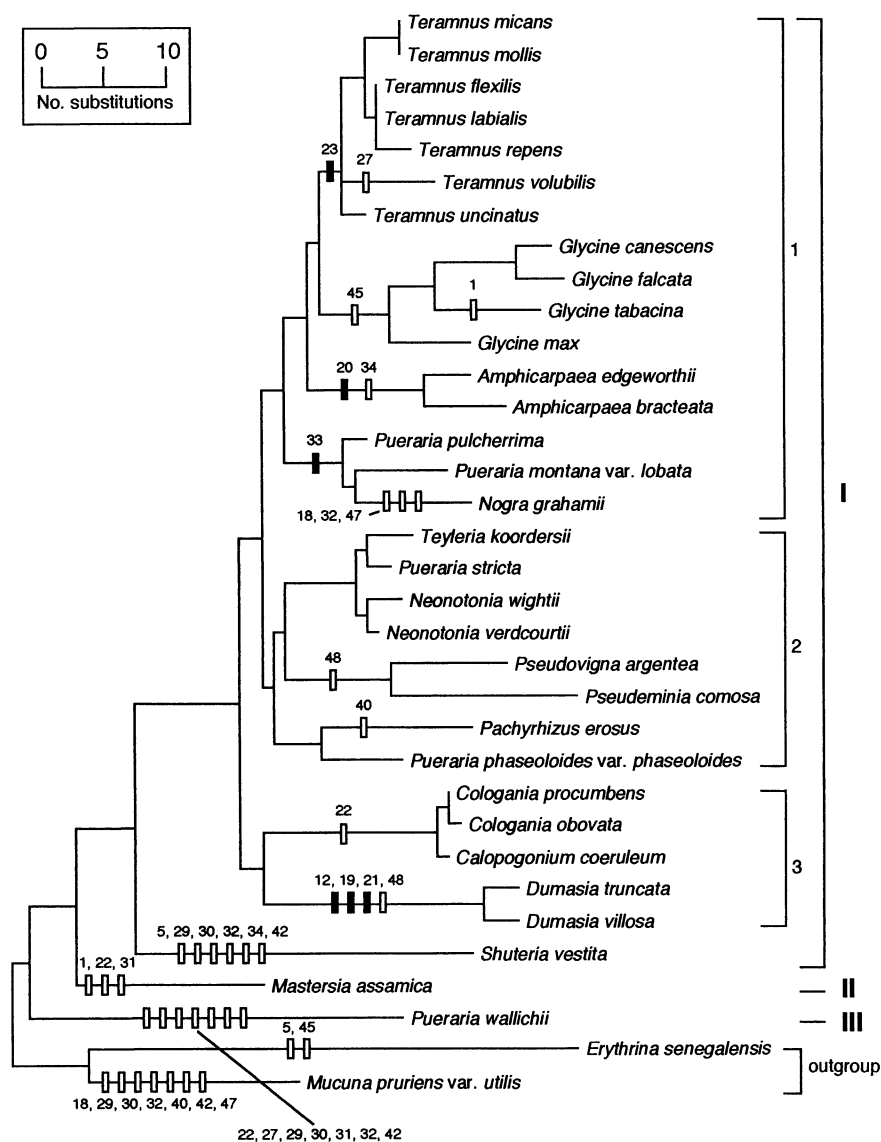 0 5 10
No. substitutions
Teramnus micans
Teramnus mollis
Teramnus flexilis
Teramnus labialis
Teramnus repens
23
27
Teramnus volubilis
Teramnus uncinatus
Glycine canescens
1
Glycine falcata
45
1
Glycine tabacina
Glycine max
20 34
Amphicarpaea edgeworthii
Amphicarpaea bracteata
33
Pueraria pulcherrima
Pueraria montana var. lobata
I
18, 32, 47
Nogra grahamii
Teyleria koordersii
Pueraria stricta
Neonotonia wightii
Neonotonia verdcourtii
2
48
Pseudovigna argentea
Pseudeminia comosa
40
Pachyrhizus erosus
Pueraria phaseoloides var. phaseoloides
Cologania procumbens
22
Cologania obovata
Calopogonium coeruleum
3
12, 19, 21, 48
Dumasia truncata
Dumasia villosa
5, 29, 30, 32, 34, 42
Shuteria vestita
1, 22, 31
Mastersia assamica
II
Pueraria wallichii
III
5, 45
Erythrina senegalensis
outgroup
Mucuna pruriens var. utilis
18, 29, 30, 32, 40, 42, 47
22, 27, 29, 30, 31, 32, 42